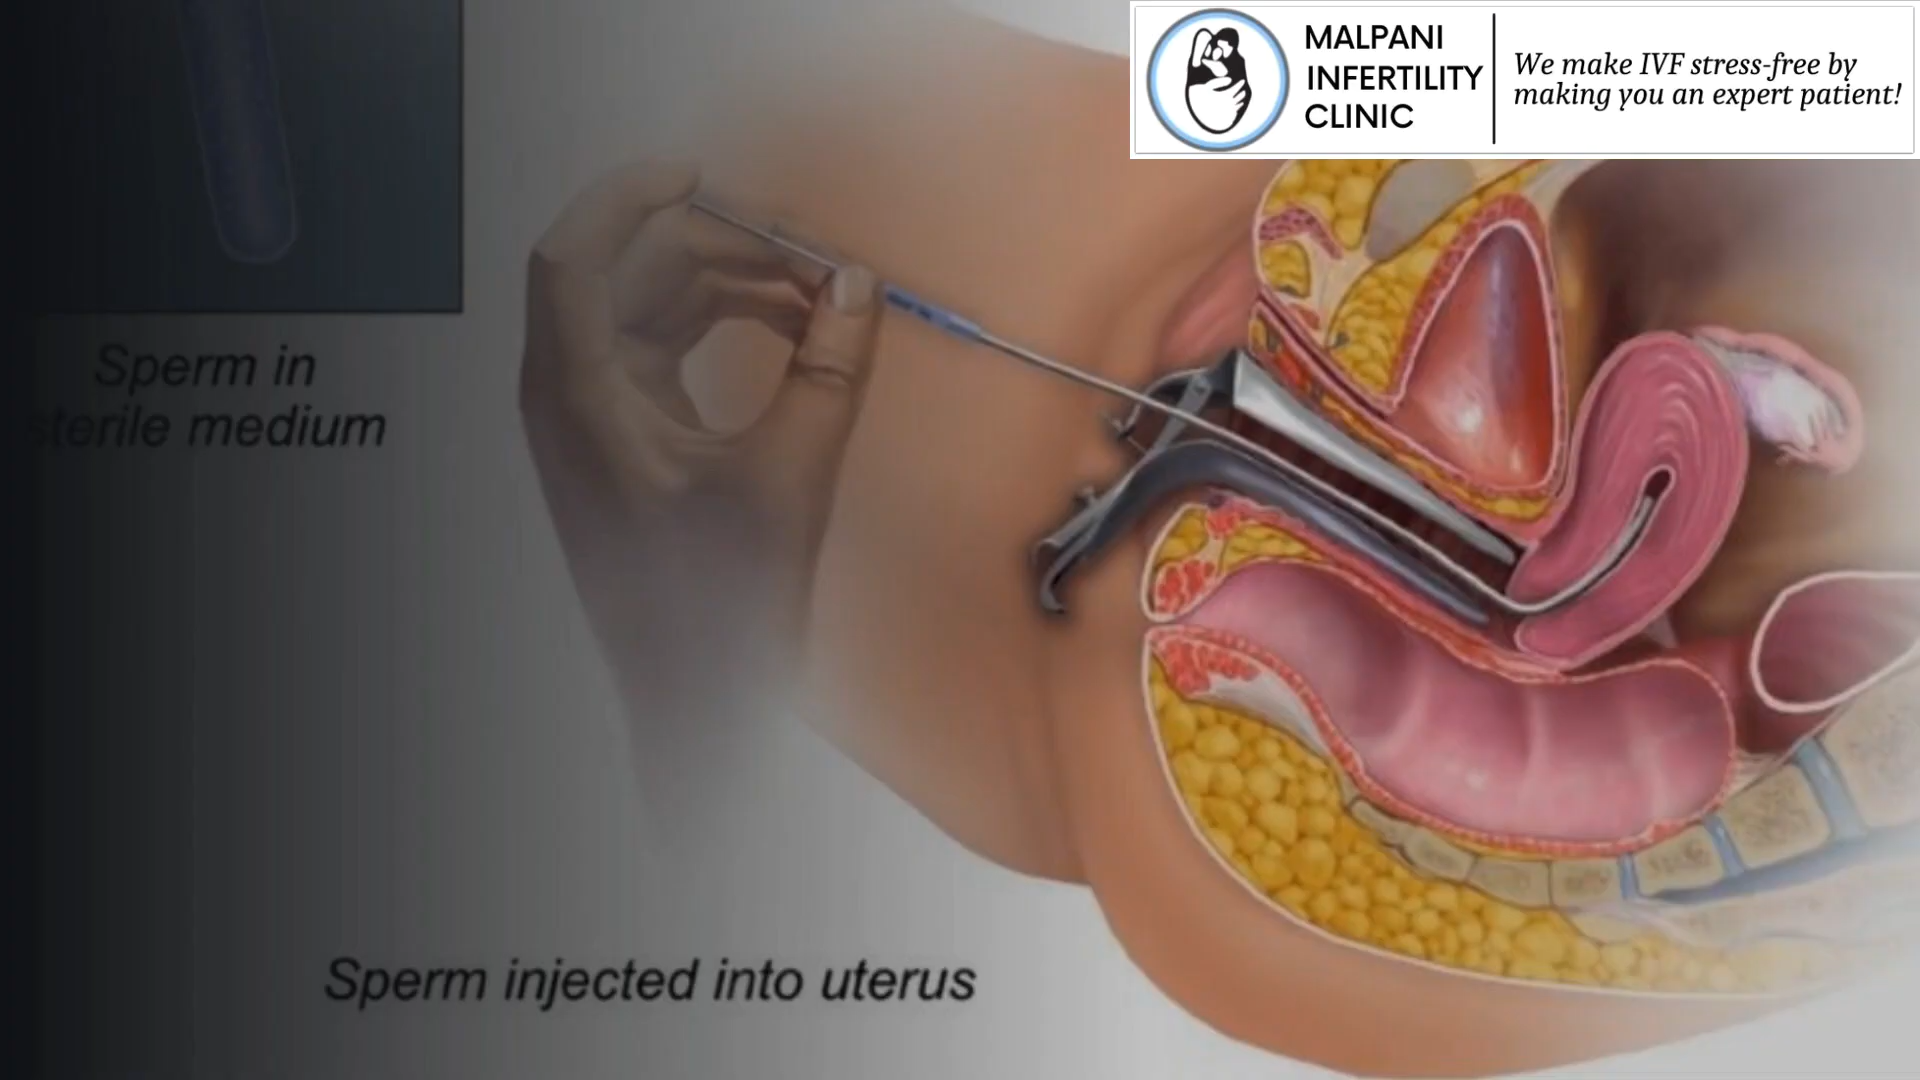 MALPANI
INFERTILITY
CLINIC
We make IVF stress-free by
making you an expert patient!
Sperm in
sterile medium
Sperm injected into uterus